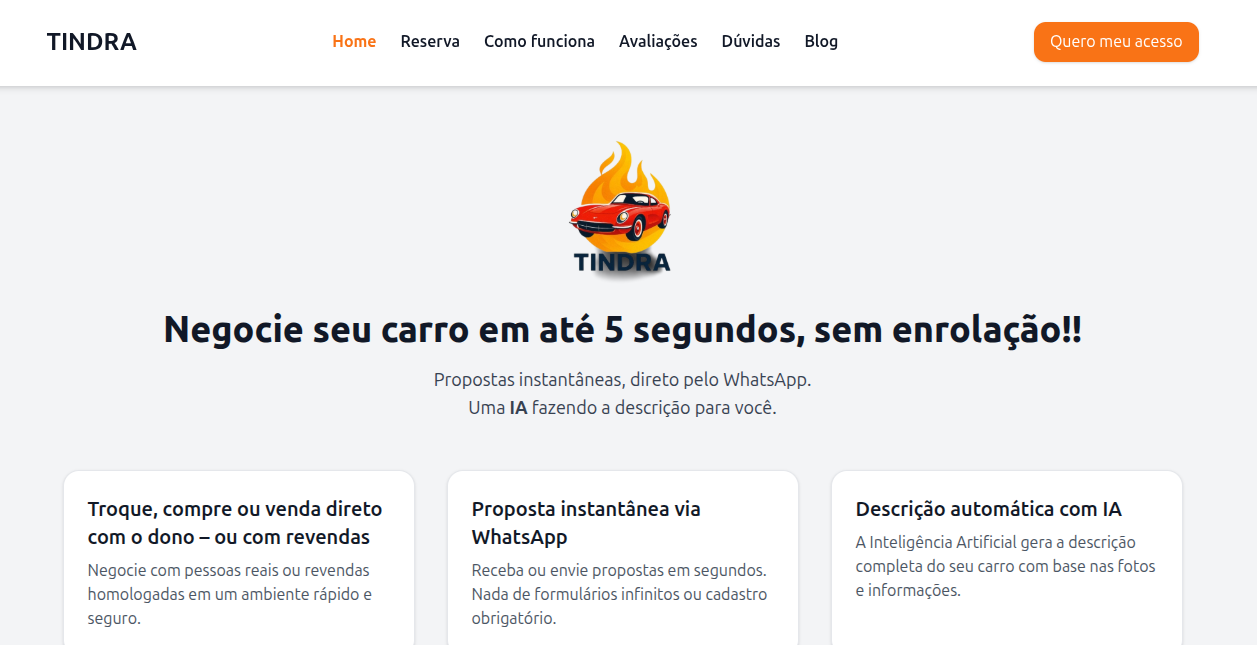 TINDRA
Home
Reserva
Como funciona
Avaliações
Dúvidas
Blog
Quero meu acesso
TINDRA
Negocie seu carro em até 5 segundos, sem enrolação!!
Propostas instantâneas, direto pelo WhatsApp.
Uma IA fazendo a descrição para você.
Troque, compre ou venda direto
com o dono – ou com revendas
Negocie com pessoas reais ou revendas
homologadas em um ambiente rápido e
seguro.
Proposta instantânea via
WhatsApp
Receba ou envie propostas em segundos.
Nada de formulários infinitos ou cadastro
obrigatório.
Descrição automática com IA
A Inteligência Artificial gera a descrição
completa do seu carro com base nas fotos
e informações.